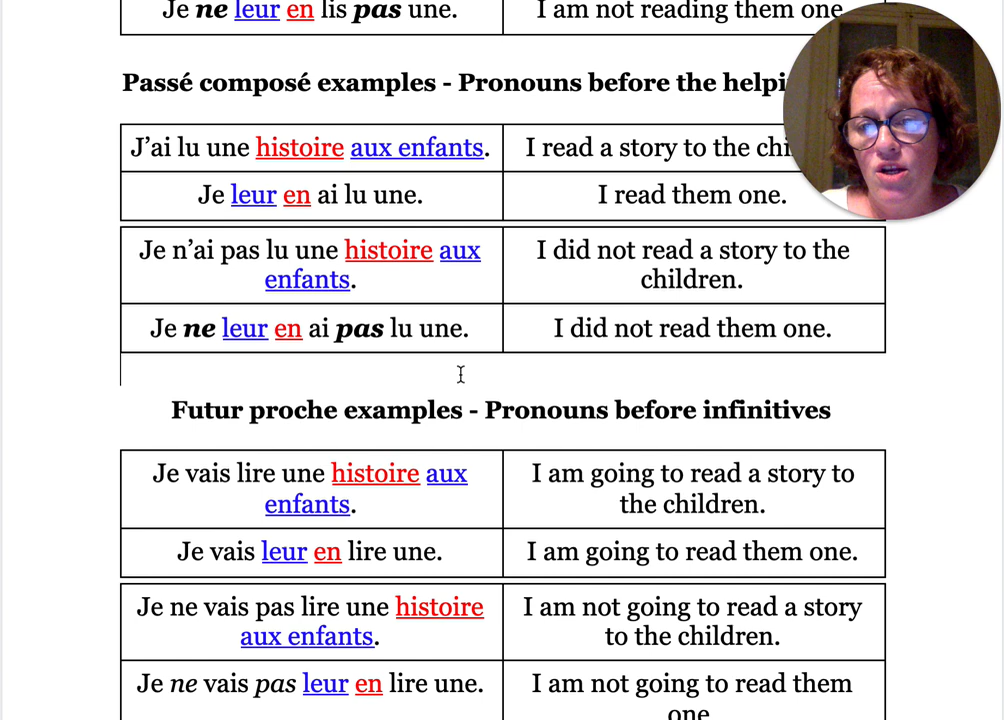 Je ne leur en lis pas une.
I am not reading them one
Passé composé examples - Pronouns before the helpi
J’ai lu une histoire aux enfants.
I read a story to the chi
Je leur en ai lu une.
I read them one.
Je n’ai pas lu une histoire aux
enfants.
I did not read a story to the
children.
Je ne leur en ai pas lu une.
I did not read them one.
Futur proche examples - Pronouns before infinitives
Je vais lire une histoire aux
enfants.
I am going to read a story to
the children.
Je vais leur en lire une.
I am going to read them one.
Je ne vais pas lire une histoire
aux enfants.
I am not going to read a story
to the children.
Je ne vais pas leur en lire une.
I am not going to read them
one